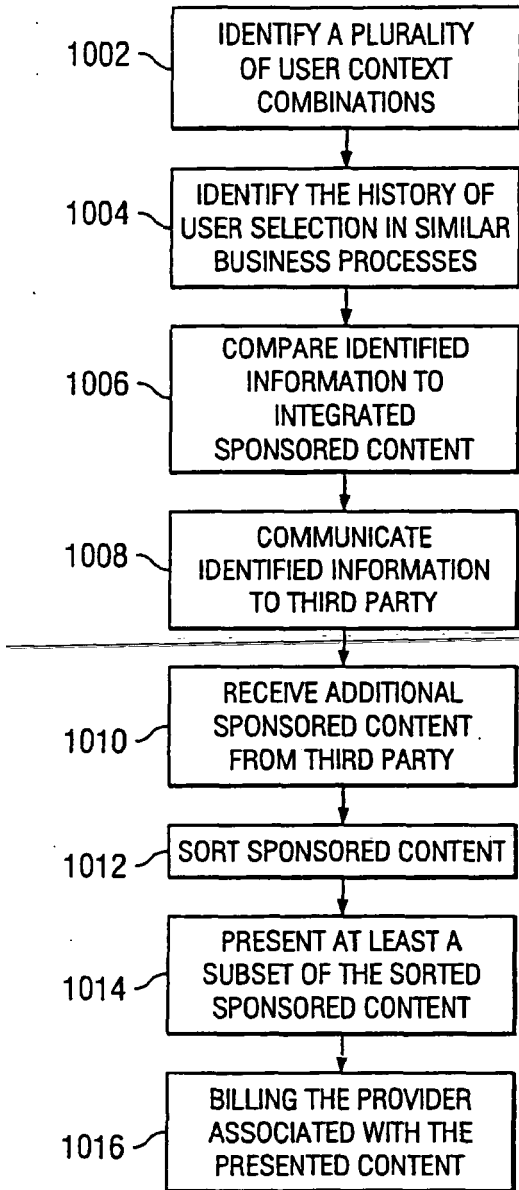 1002
IDENTIFY A PLURALITY
OF USER CONTEXT
COMBINATIONS
1004
IDENTIFY THE HISTORY OF
USER SELECTION IN SIMILAR
BUSINESS PROCESSES
1006
COMPARE IDENTIFIED
INFORMATION TO
INTEGRATED
SPONSORED CONTENT
1008
COMMUNICATE
IDENTIFIED INFORMATION
TO THIRD PARTY
1010
RECEIVE ADDITIONAL
SPONSORED CONTENT
FROM THIRD PARTY
1012
SORT SPONSORED CONTENT
1014
PRESENT AT LEAST A
SUBSET OF THE SORTED
SPONSORED CONTENT
1016
BILLING THE PROVIDER
ASSOCIATED WITH THE
PRESENTED CONTENT